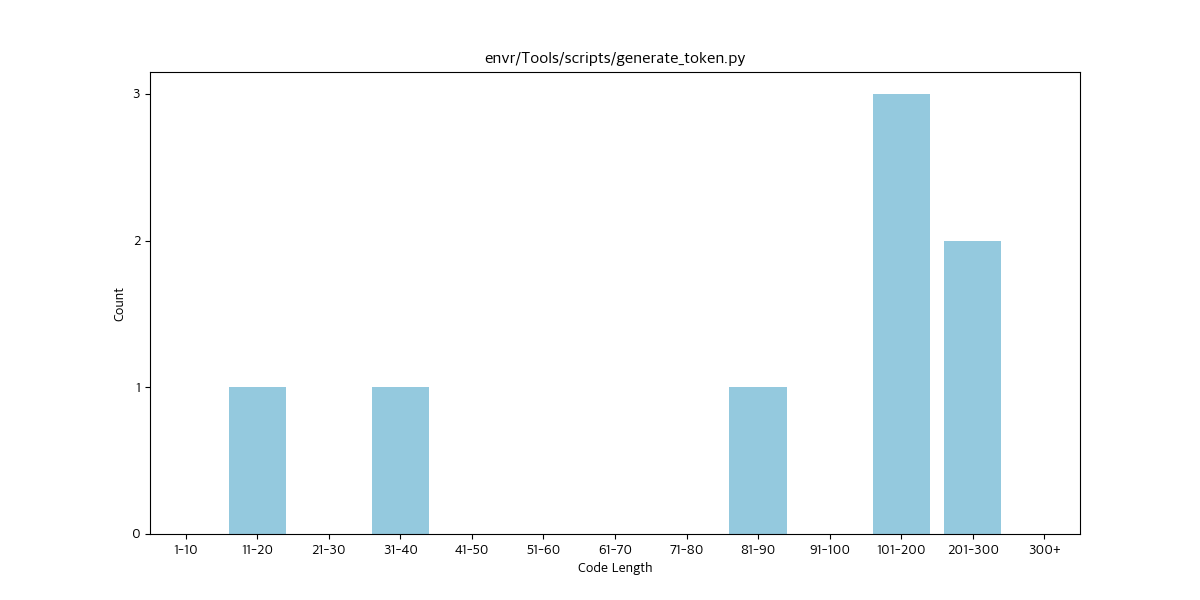 envr/Tools/scripts/generate_token.py
3
2
1
0
Count
1-10 11-20 21-30 31-40 41-50 51-60 61-70 71-80 81-90 91-100 101-200 201-300 300+
Code Length